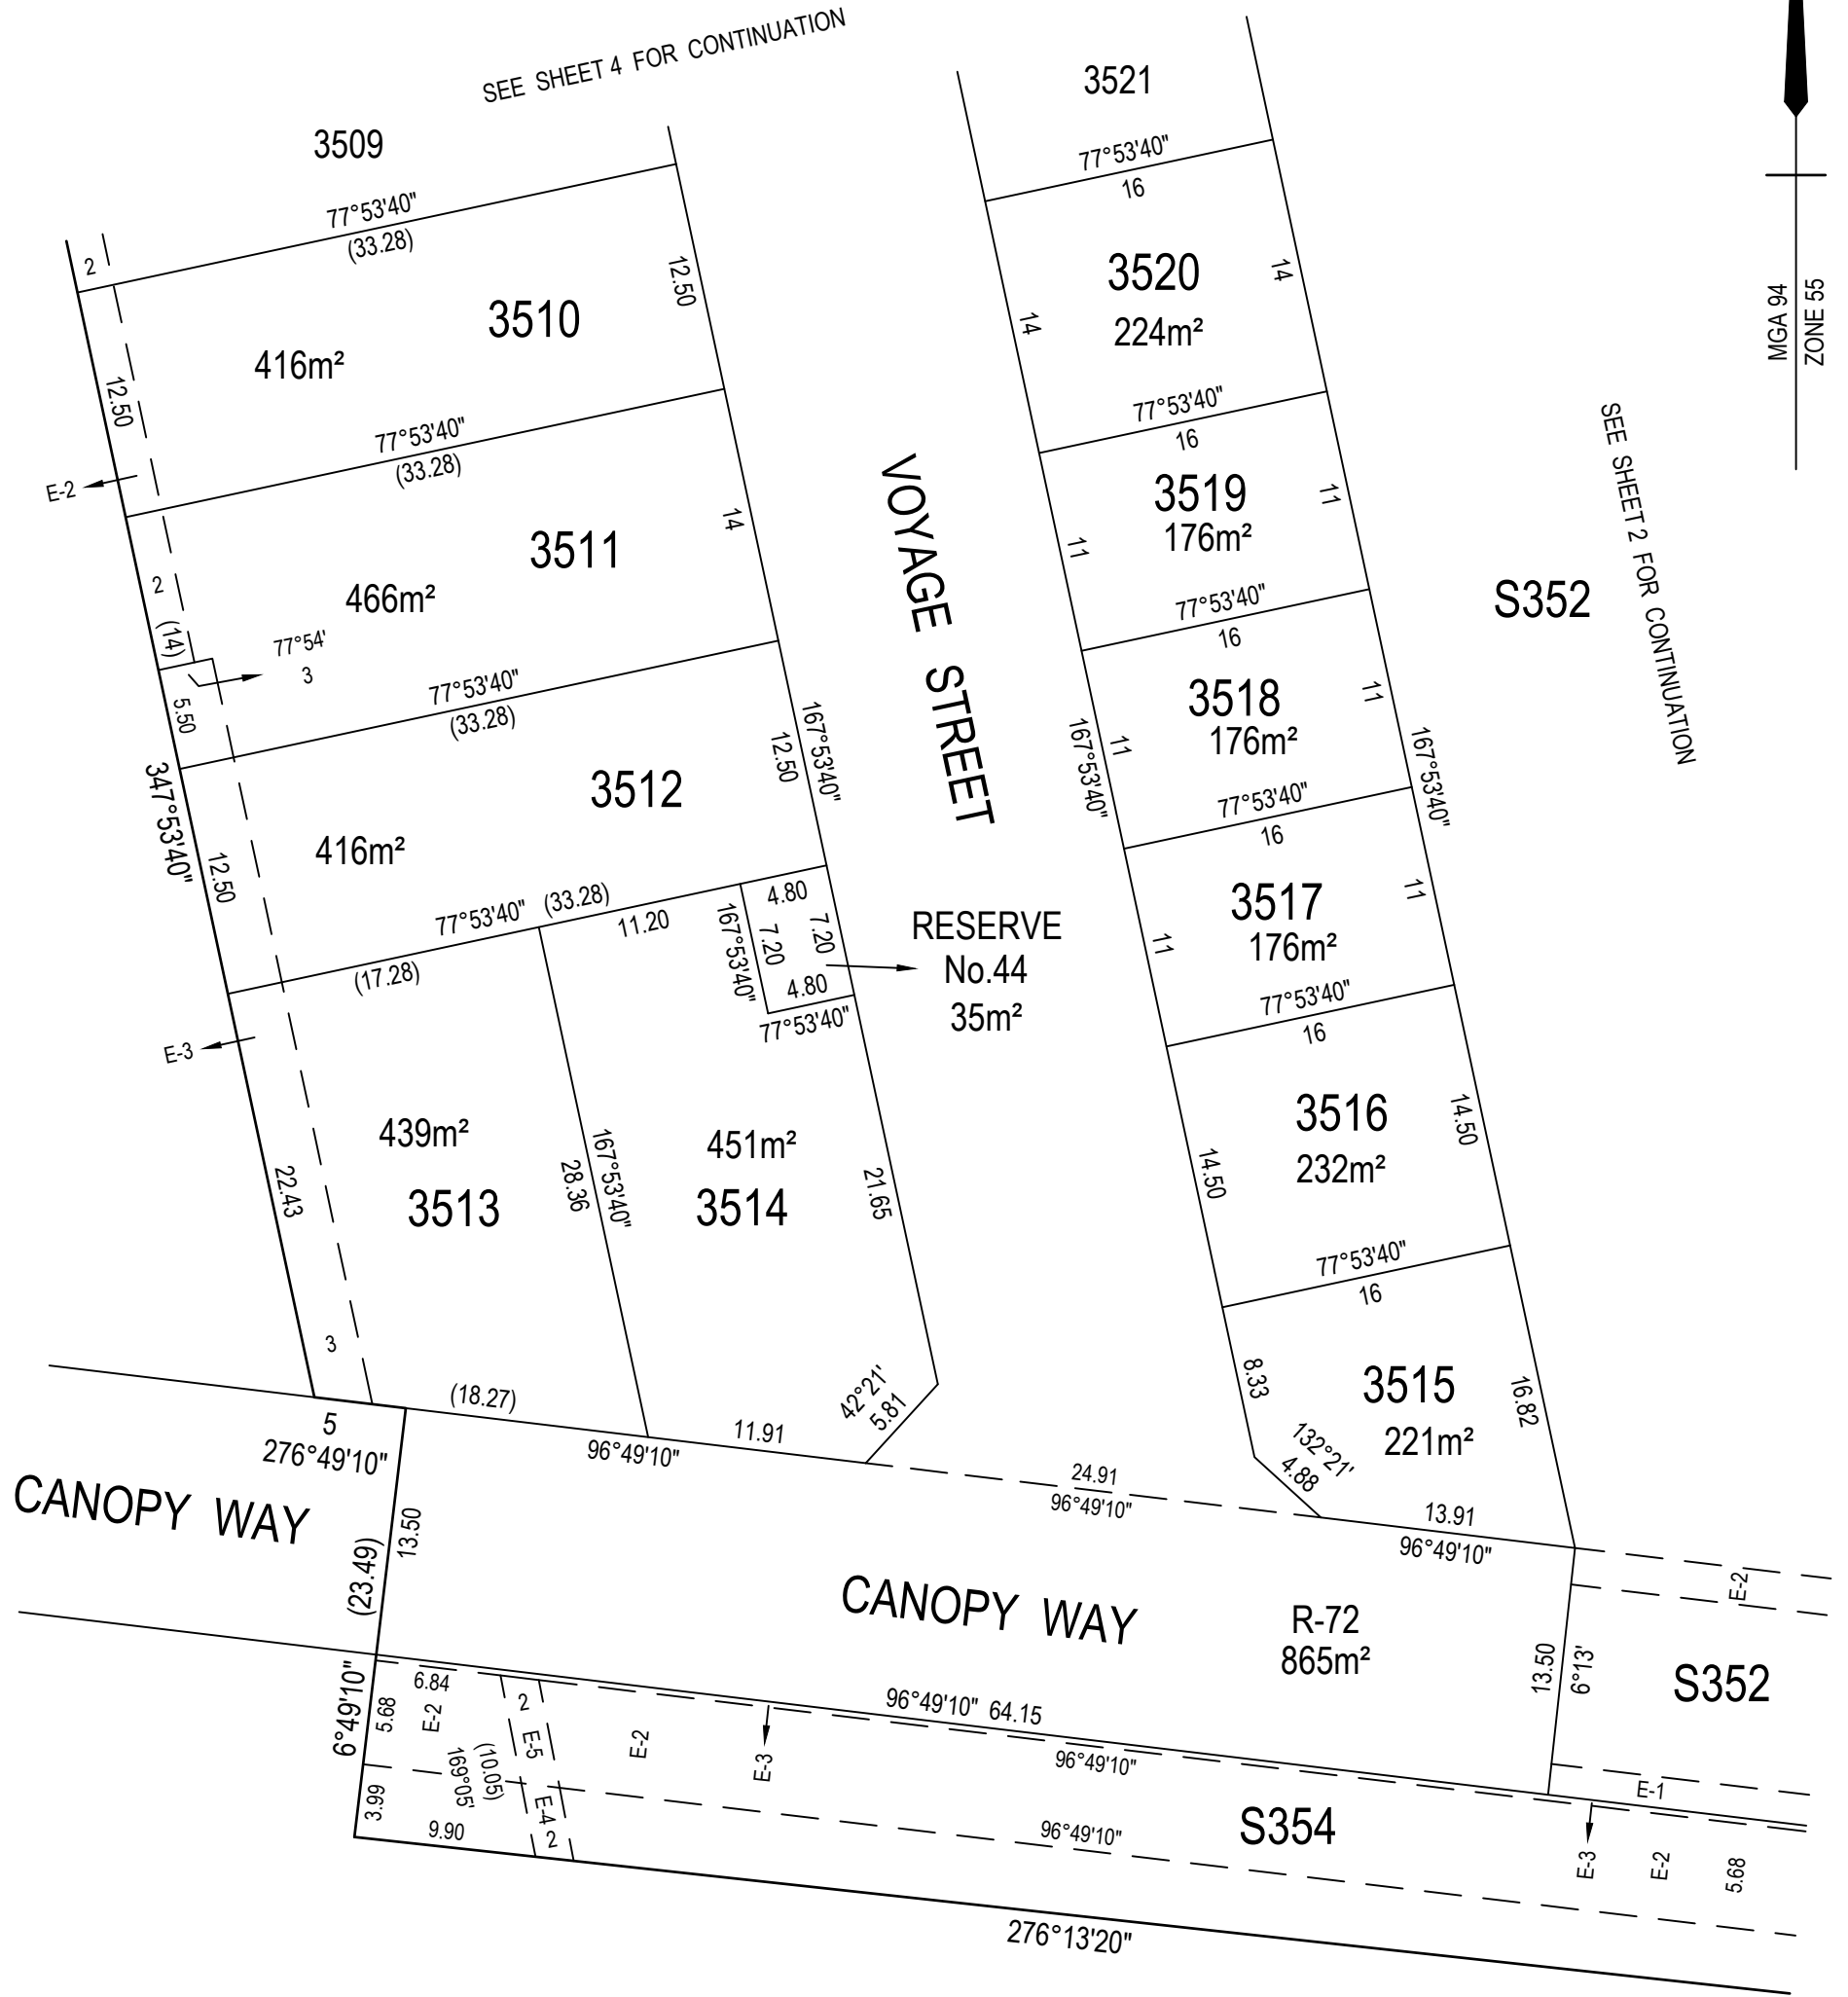 SEE SHEET 4 FOR CONTINUATION
3509
77°53'40"
(33.28)
2
12.50
3510
416m²
12.50
E-2
77°53'40"
(33.28)
3511
466m²
14
2
(14)
77°54'
3
5.50
77°53'40"
(33.28)
347°53'40"
3512
416m²
12.50
12.50
167°53'40"
77°53'40" (33.28)
(17.28)
11.20
4.80
7.20
7.20
167°53'40"
4.80
77°53'40"
RESERVE
No.44
35m²
E-3
439m²
3513
22.43
3
28.36
167°53'40"
451m²
3514
21.65
42°21'
5.81
(18.27)
96°49'10"
11.91
VOYAGE STREET
3521
77°53'40"
16
3520
224m²
14
14
77°53'40"
16
3519
176m²
11
11
77°53'40"
16
3518
176m²
11
11
167°53'40"
167°53'40"
77°53'40"
16
3517
176m²
11
11
77°53'40"
16
3516
232m²
14.50
14.50
77°53'40"
16
3515
221m²
8.33
16.82
132°21'
4.88
13.91
96°49'10"
24.91
96°49'10"
MGA 94
ZONE 55
SEE SHEET 2 FOR CONTINUATION
S352
5
276°49'10"
CANOPY WAY
(23.49)
13.50
CANOPY WAY
R-72
865m²
13.50
6°13'
E-2
S352
E-1
6°49'10"
6.84
5.68
E-2
2
E-5
(10.05)
169°05'
E-4
2
3.99
9.90
E-2
E-3
96°49'10" 64.15
96°49'10"
96°49'10"
S354
E-3
E-2
5.68
276°13'20"